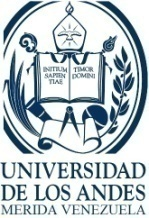 INITIUM TIMOR
SAPIEN DOMINI
TIAE
UNIVERSIDAD
DE LOS ANDES
MERIDA VENEZUELA